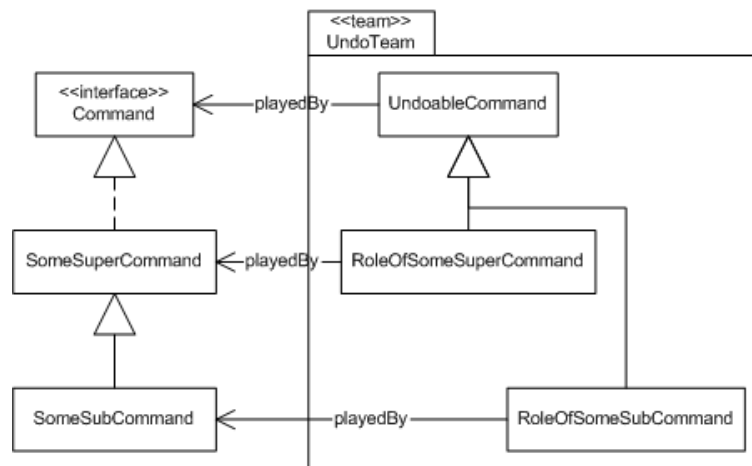 <<team>>
UndoTeam
<<interface>>
Command
playedBy
UndoableCommand
SomeSuperCommand
playedBy
RoleOfSomeSuperCommand
SomeSubCommand
playedBy
RoleOfSomeSubCommand